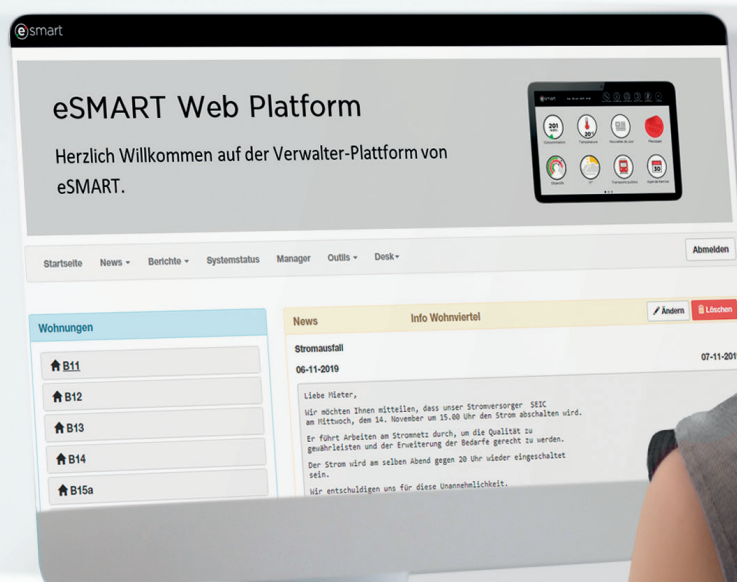 esmart
eSMART Web Platform
Herzlich Willkommen auf der Verwalter-Plattform von
eSMART.
201
20°
30
Startseite News Berichte Systemstatus Manager Outils Desk Abmelden
Wohnungen
B11
B12
B13
B14
B15a
News Info Wohnviertel Ändern Löschen
Stromausfall
06-11-2019 07-11-201
Liebe Mieter,
Wir möchten Ihnen mitteilen, dass unser Stromversorger SEIC
am Mittwoch, dem 14. November um 15.00 Uhr den Strom abschalten wird.
Er führt Arbeiten am Stromnetz durch, um die Qualität zu
gewährleisten und der Erweiterung der Bedarfe gerecht zu werden.
Der Strom wird am selben Abend gegen 20 Uhr wieder eingeschaltet
sein.
Wir entschuldigen uns für diese Unannehmlichkeit.